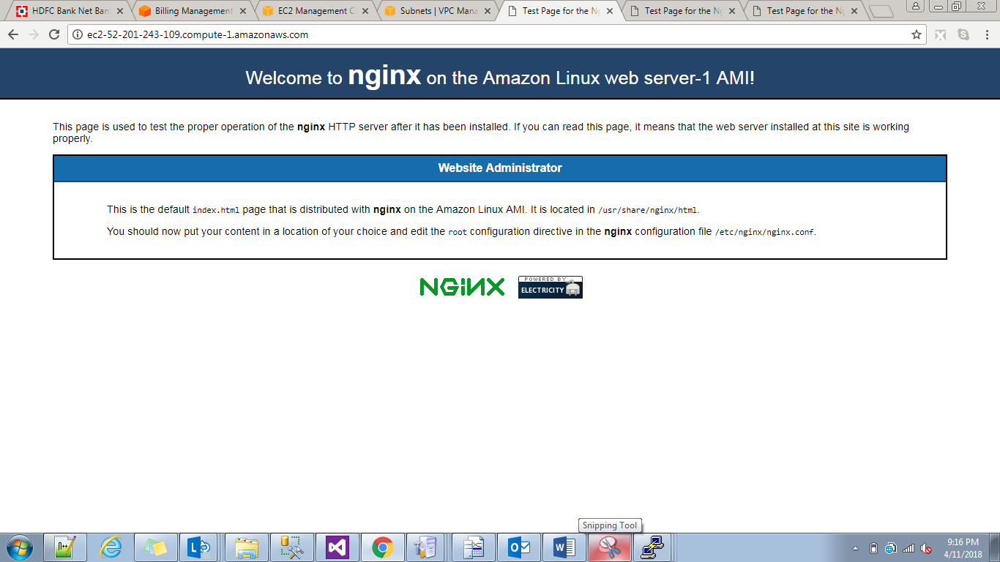 HDFC Bank Net Ban
Billing Management
EC2 Management C
Subnets | VPC Mana
Test Page for the Ng
Test Page for the Ng
Test Page for the Ng
ec2-52-201-243-109.compute-1.amazonaws.com
Welcome to nginx on the Amazon Linux web server-1 AMI!
This page is used to test the proper operation of the nginx HTTP server after it has been installed. If you can read this page, it means that the web server installed at this site is working
properly.
Website Administrator
This is the default index.html page that is distributed with nginx on the Amazon Linux AMI. It is located in /usr/share/nginx/html.
You should now put your content in a location of your choice and edit the root configuration directive in the nginx configuration file /etc/nginx/nginx.conf.
NGINX
POWERED BY
ELECTRICITY
Snipping Tool
9:16 PM
4/11/2018